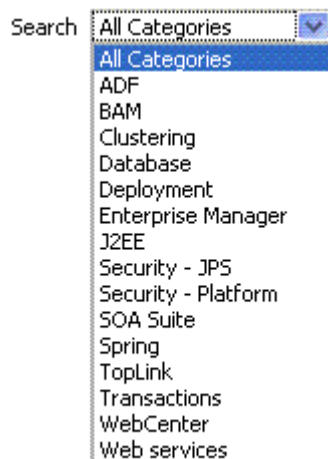 Search All Categories
All Categories
ADF
BAM
Clustering
Database
Deployment
Enterprise Manager
J2EE
Security - JPS
Security - Platform
SOA Suite
Spring
TopLink
Transactions
WebCenter
Web services